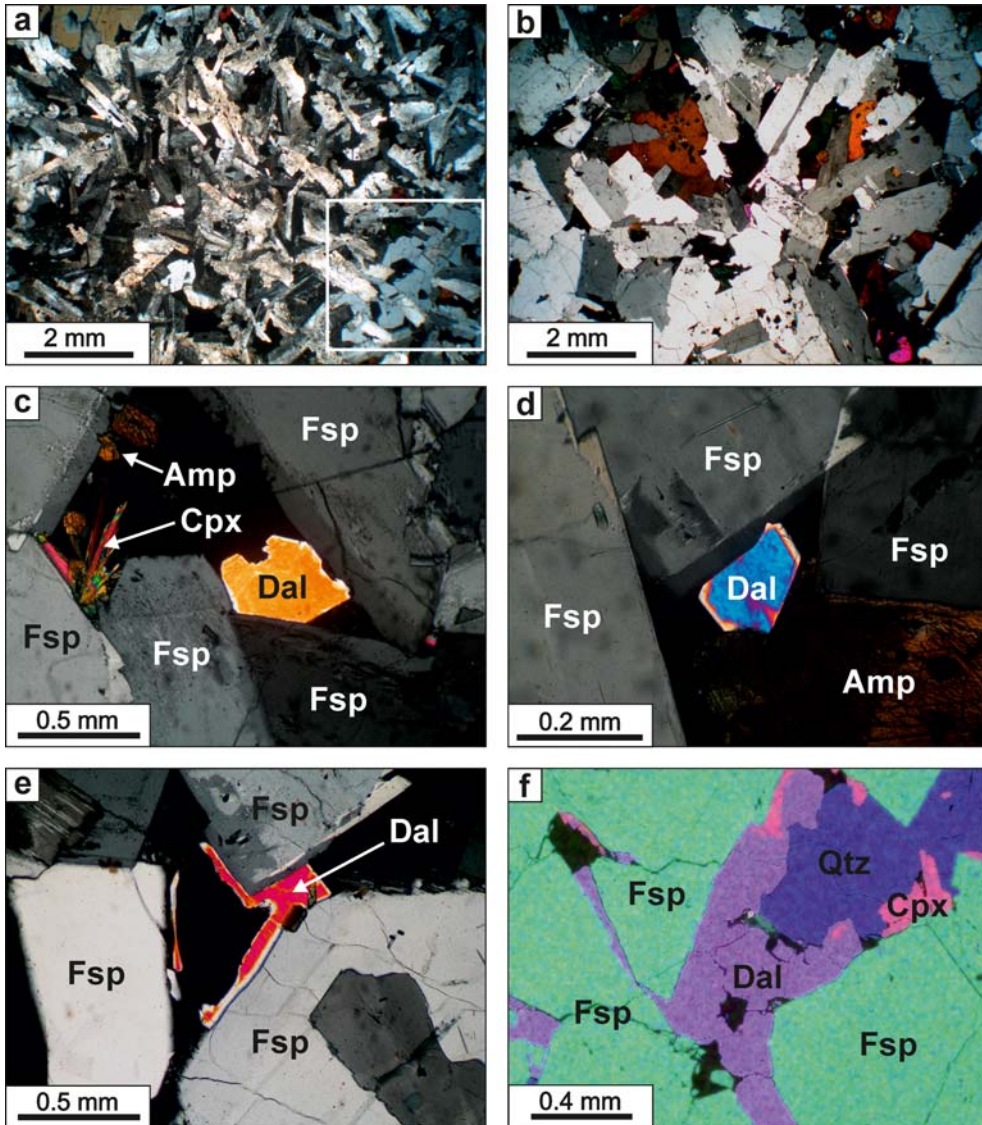 a
2 mm
b
2 mm
c
Fsp
Amp
Cpx
Dal
Fsp
Fsp
Fsp
0.5 mm
d
Fsp
Fsp
Dal
Fsp
Amp
0.2 mm
e
Fsp
Dal
Fsp
Fsp
0.5 mm
f
Qtz
Fsp
Cpx
Dal
Fsp
Fsp
0.4 mm